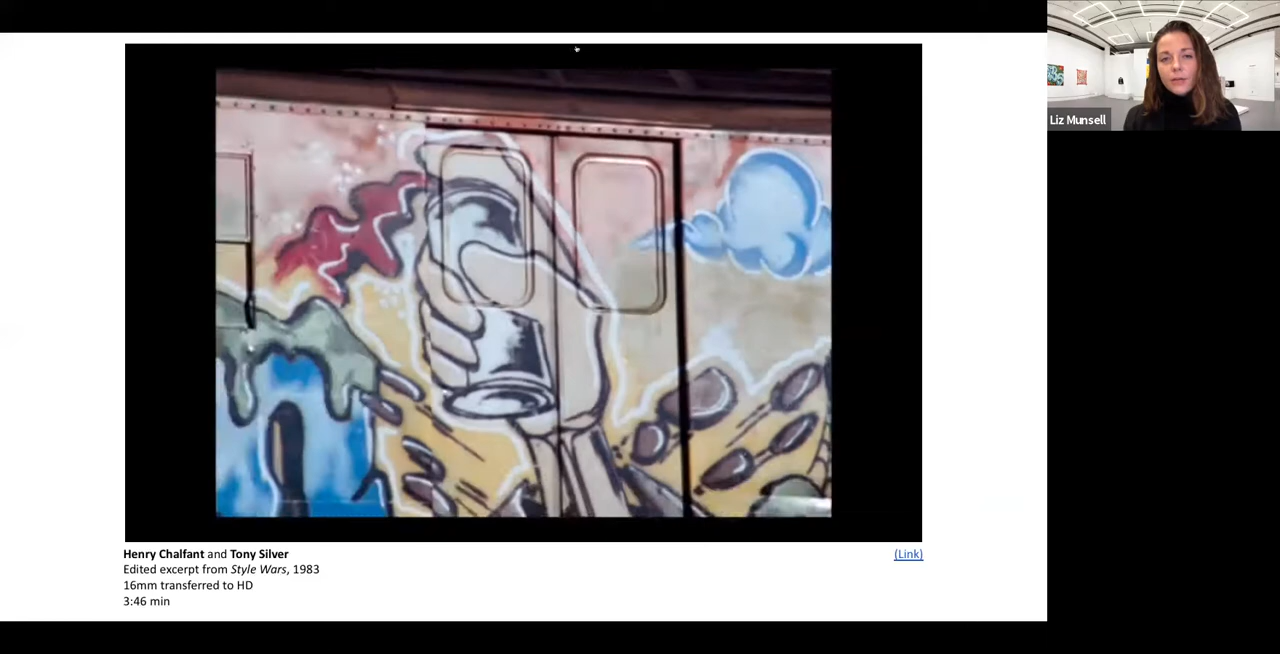 Liz Munsell
Henry Chalfant and Tony Silver
(Link)
Edited excerpt from Style Wars, 1983
16mm transferred to HD
3:46 min